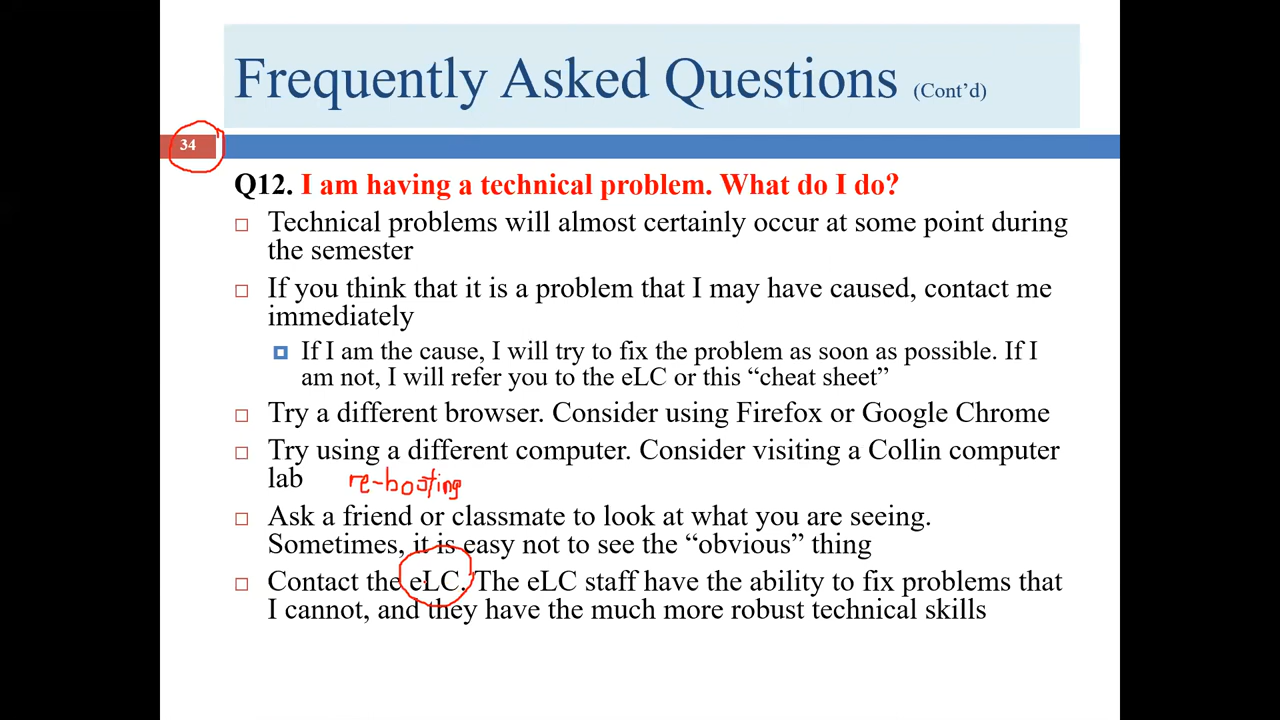 Frequently Asked Questions (Cont’d)
34
Q12. I am having a technical problem. What do I do?
Technical problems will almost certainly occur at some point during
the semester
If you think that it is a problem that I may have caused, contact me
immediately
If I am the cause, I will try to fix the problem as soon as possible. If I
am not, I will refer you to the eLC or this “cheat sheet”
Try a different browser. Consider using Firefox or Google Chrome
Try using a different computer. Consider visiting a Collin computer
lab re-booting
Ask a friend or classmate to look at what you are seeing.
Sometimes, it is easy not to see the “obvious” thing
Contact the eLC. The eLC staff have the ability to fix problems that
I cannot, and they have the much more robust technical skills